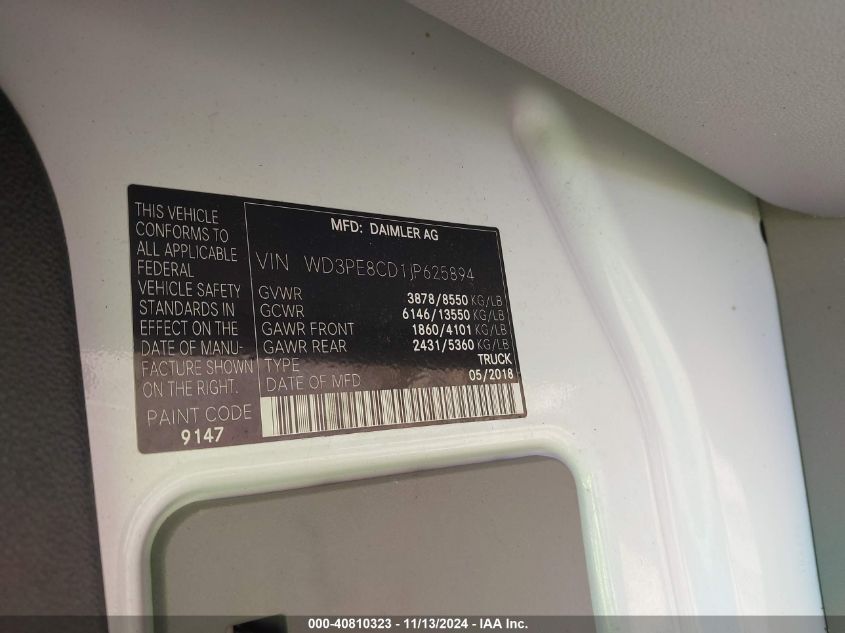 THIS VEHICLE
CONFORMS TO
ALL APPLICABLE
FEDERAL
VEHICLE SAFETY
STANDARDS IN
EFFECT ON THE
DATE OF MANU-
FACTURE SHOWN
ON THE RIGHT.
PAINT CODE
9147
MFD: DAIMLER AG
VIN WD3PE8CD1JP625894
GVWR 3878/8550 KG/LB
GCWR 6146/13550 KG/LB
GAWR FRONT 1860/4101 KG/LB
GAWR REAR 2431/5360 KG/LB
TYPE TRUCK
DATE OF MFD 05/2018
000-40810323 - 11/13/2024 - IAA Inc.